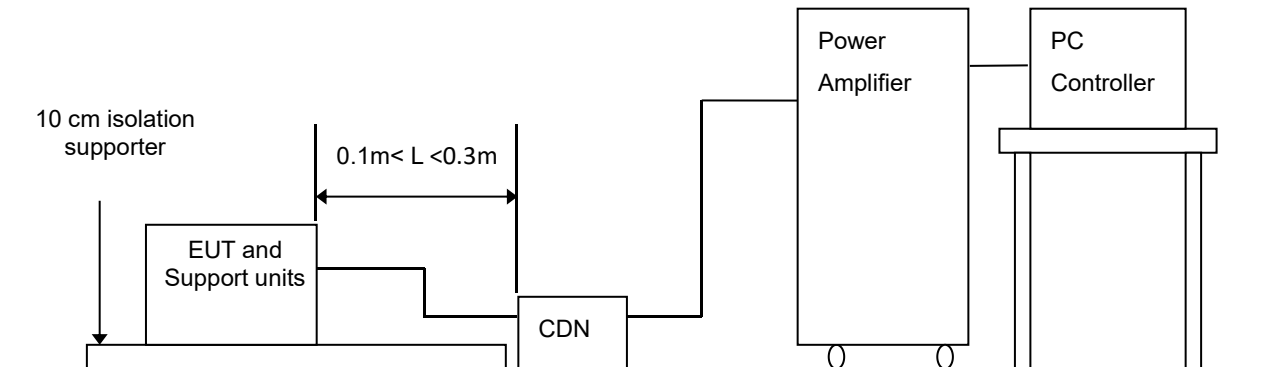 10 cm isolation
supporter
0.1m< L <0.3m
EUT and
Support units
CDN
Power
Amplifier
PC
Controller